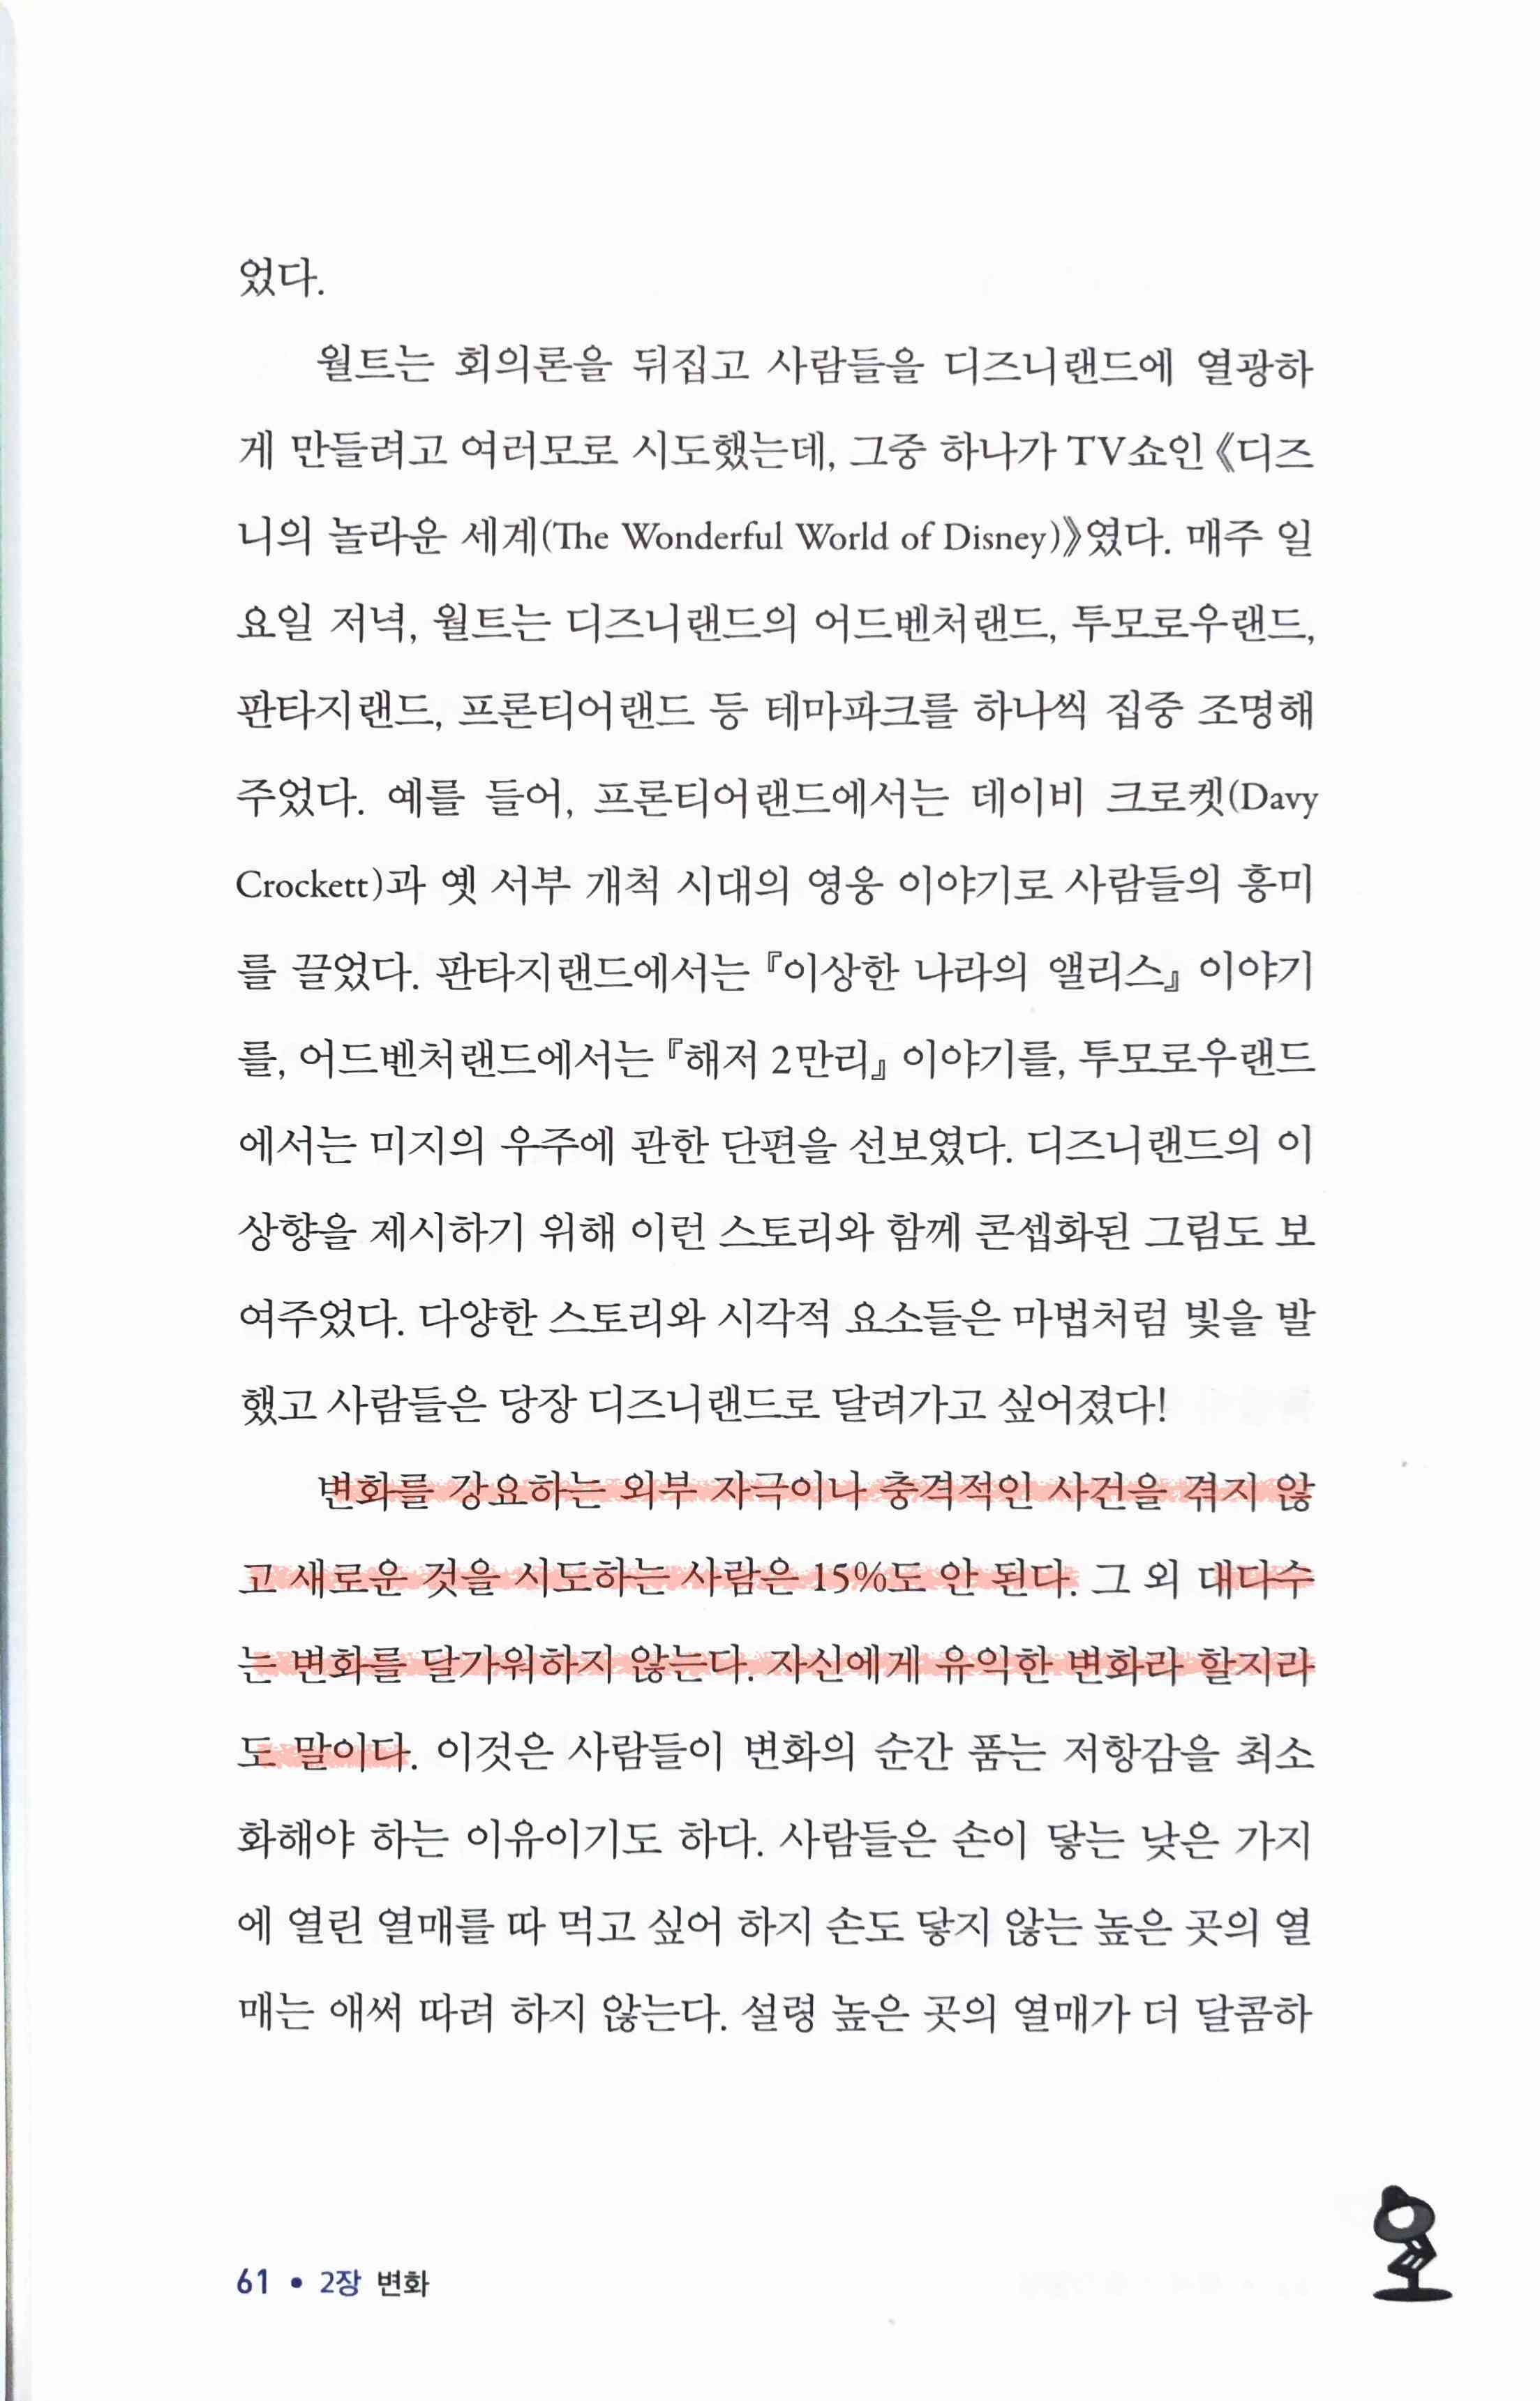 었다.
월트는 회의론을 뒤집고 사람들을 디즈니랜드에 열광하
게 만들려고 여러모로 시도했는데, 그중 하나가 TV쇼인 《디즈
니의 놀라운 세계(The Wonderful World of Disney)》였다. 매주 일
요일 저녁, 월트는 디즈니랜드의 어드벤처랜드, 투모로우랜드,
판타지랜드, 프론티어랜드 등 테마파크를 하나씩 집중 조명해
주었다. 예를 들어, 프론티어랜드에서는 데이비 크로켓(Davy
Crockett)과 옛 서부 개척 시대의 영웅 이야기로 사람들의 흥미
를 끌었다. 판타지랜드에서는 『이상한 나라의 앨리스』 이야기
를, 어드벤처랜드에서는 『해저 2만리』 이야기를, 투모로우랜드
에서는 미지의 우주에 관한 단편을 선보였다. 디즈니랜드의 이
상향을 제시하기 위해 이런 스토리와 함께 콘셉화된 그림도 보
여주었다. 다양한 스토리와 시각적 요소들은 마법처럼 빛을 발
했고 사람들은 당장 디즈니랜드로 달려가고 싶어졌다!
변화를 강요하는 외부 자극이나 충격적인 사건을 겪지 않
고 새로운 것을 시도하는 사람은 15%도 안 된다. 그 외 대다수
는 변화를 달가워하지 않는다. 자신에게 유익한 변화라 할지라
도 말이다. 이것은 사람들이 변화의 순간 품는 저항감을 최소
화해야 하는 이유이기도 하다. 사람들은 손이 닿는 낮은 가지
에 열린 열매를 따 먹고 싶어 하지 손도 닿지 않는 높은 곳의 열
매는 애써 따려 하지 않는다. 설령 높은 곳의 열매가 더 달콤하
61 • 2장 변화